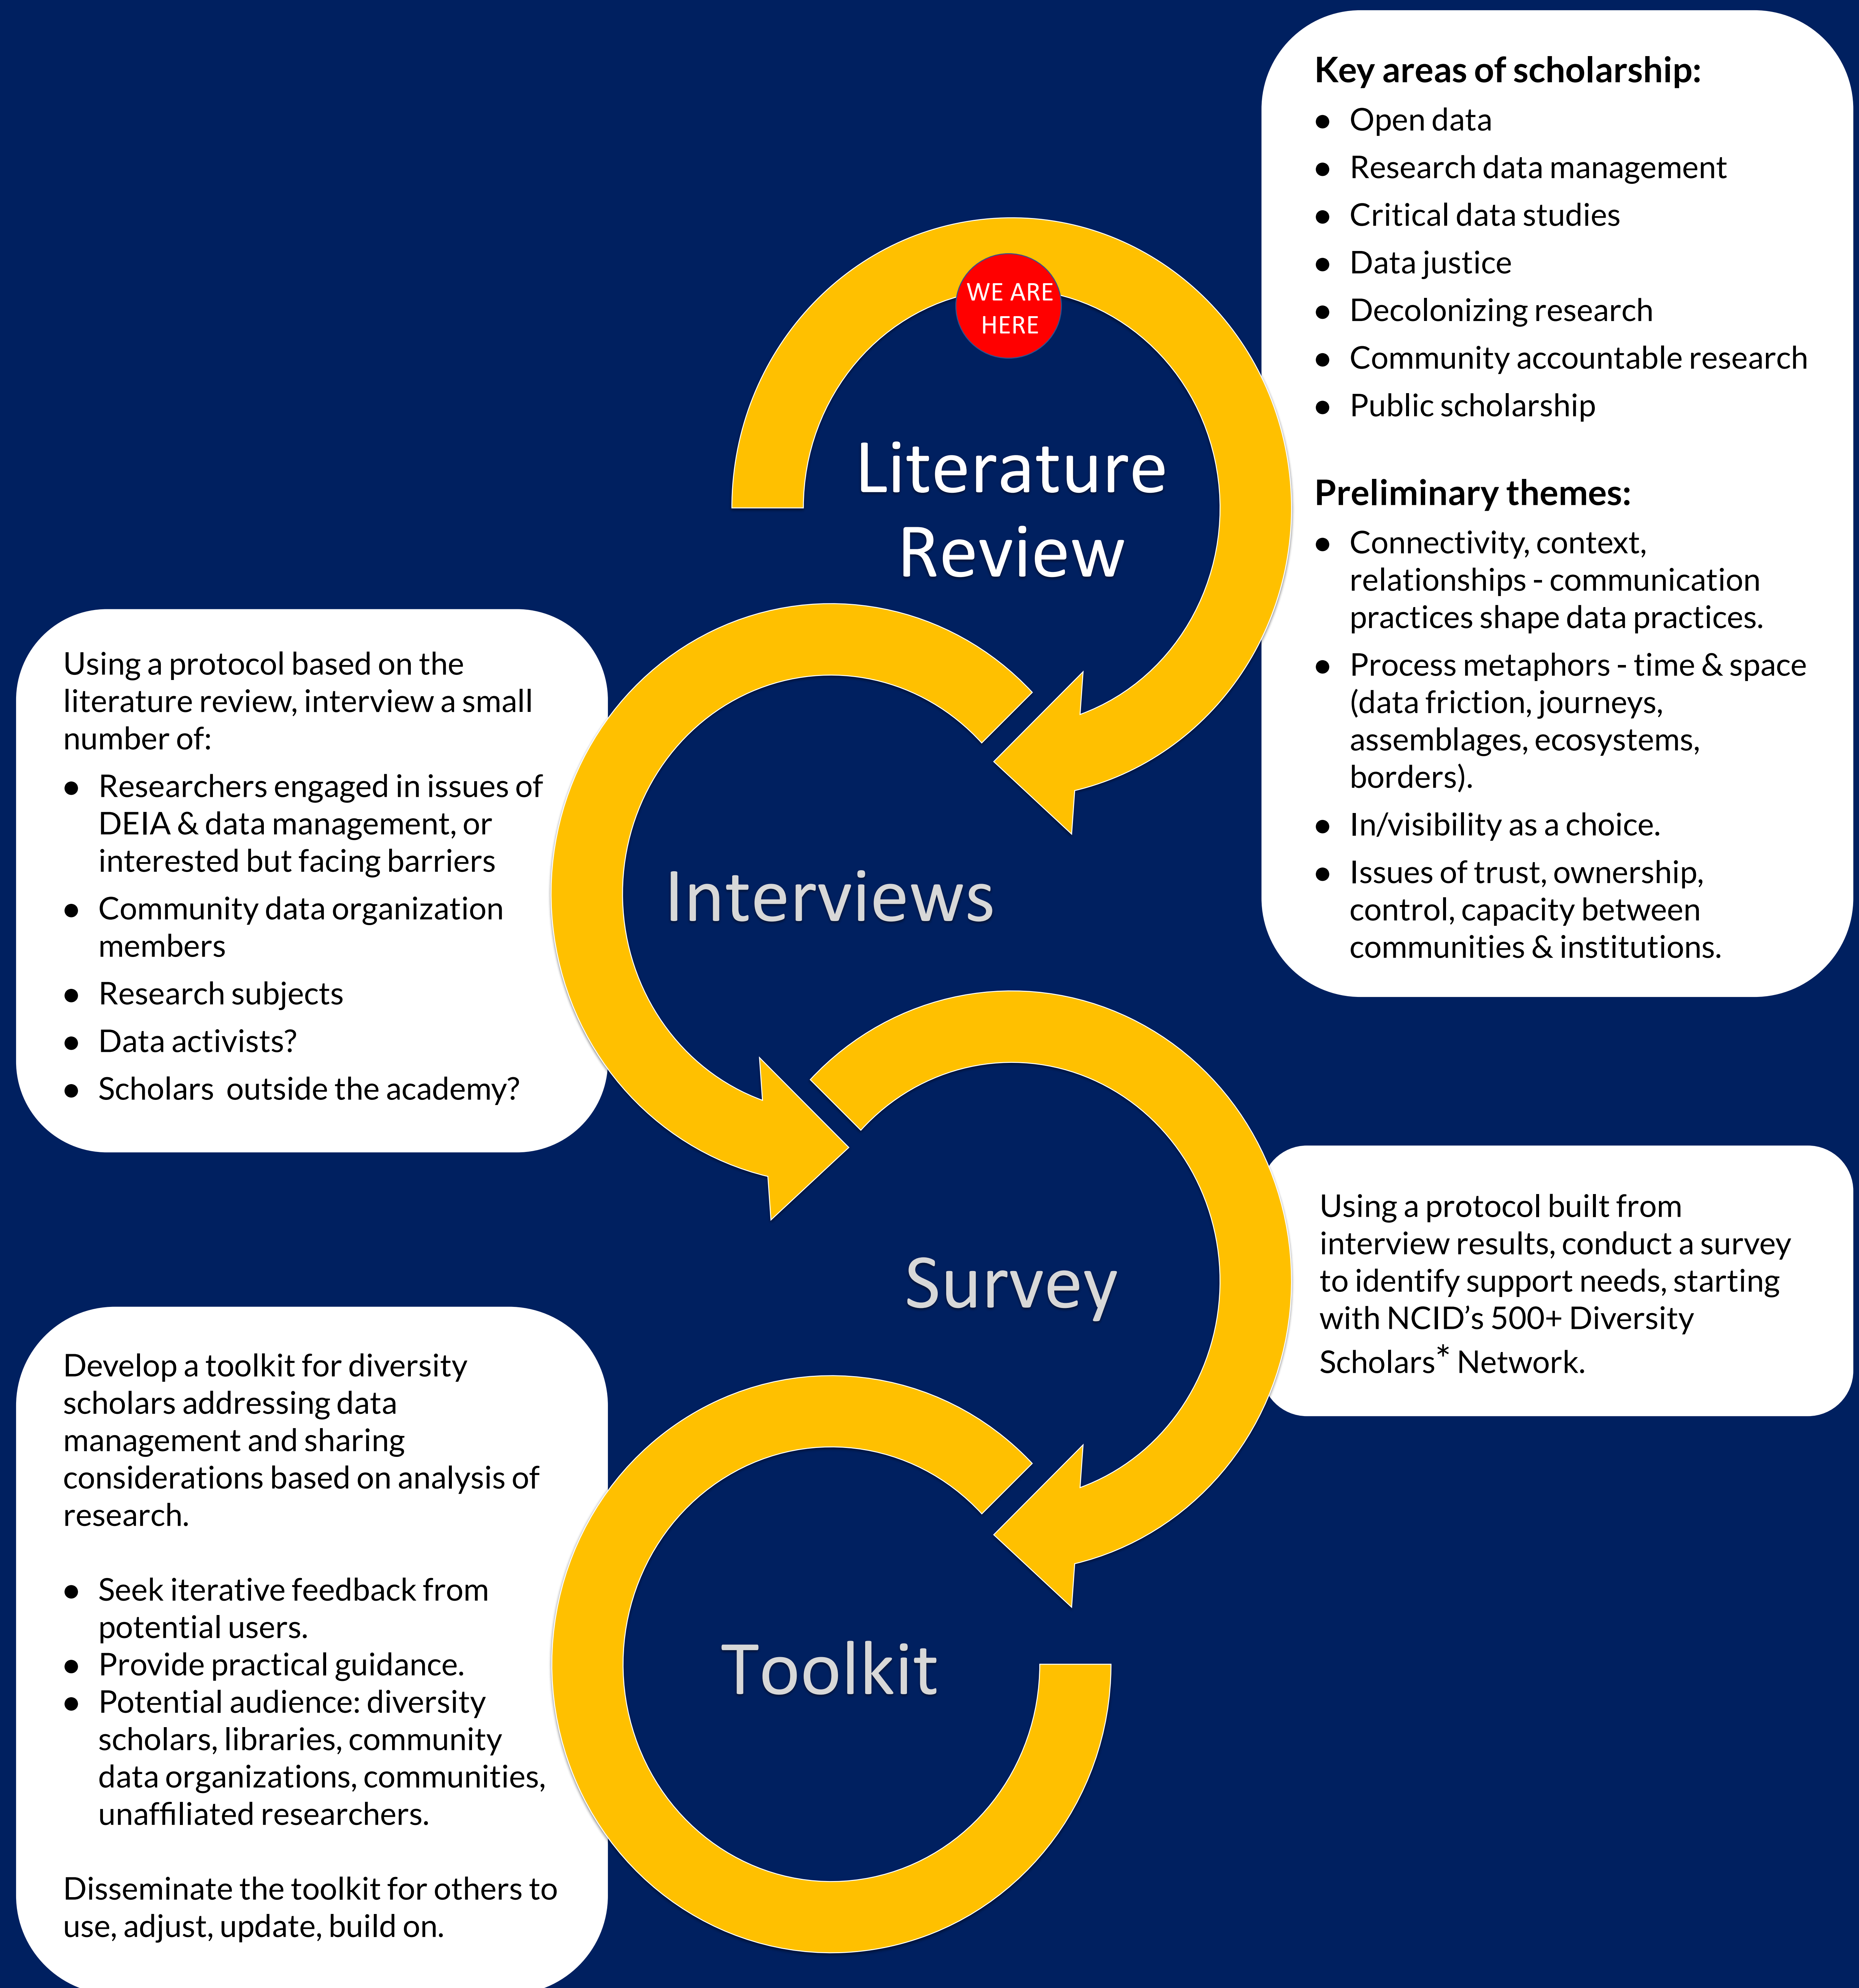 Key areas of scholarship:
● Open data
● Research data management
● Critical data studies
● Data justice
● Decolonizing research
● Community accountable research
● Public scholarship
Preliminary themes:
● Connectivity, context,
relationships - communication
practices shape data practices.
● Process metaphors - time & space
(data friction, journeys,
assemblages, ecosystems,
borders).
● In/visibility as a choice.
● Issues of trust, ownership,
control, capacity between
communities & institutions.
WE ARE
HERE
Literature
Review
Using a protocol based on the
literature review, interview a small
number of:
● Researchers engaged in issues of
DEIA & data management, or
interested but facing barriers
● Community data organization
members
● Research subjects
● Data activists?
● Scholars  outside the academy?
Interviews
Survey
Using a protocol built from
interview results, conduct a survey
to identify support needs, starting
with NCID’s 500+ Diversity
Scholars* Network.
Develop a toolkit for diversity
scholars addressing data
management and sharing
considerations based on analysis of
research.
● Seek iterative feedback from
potential users.
● Provide practical guidance.
● Potential audience: diversity
scholars, libraries, community
data organizations, communities,
unaffiliated researchers.
Disseminate the toolkit for others to
use, adjust, update, build on.
Toolkit